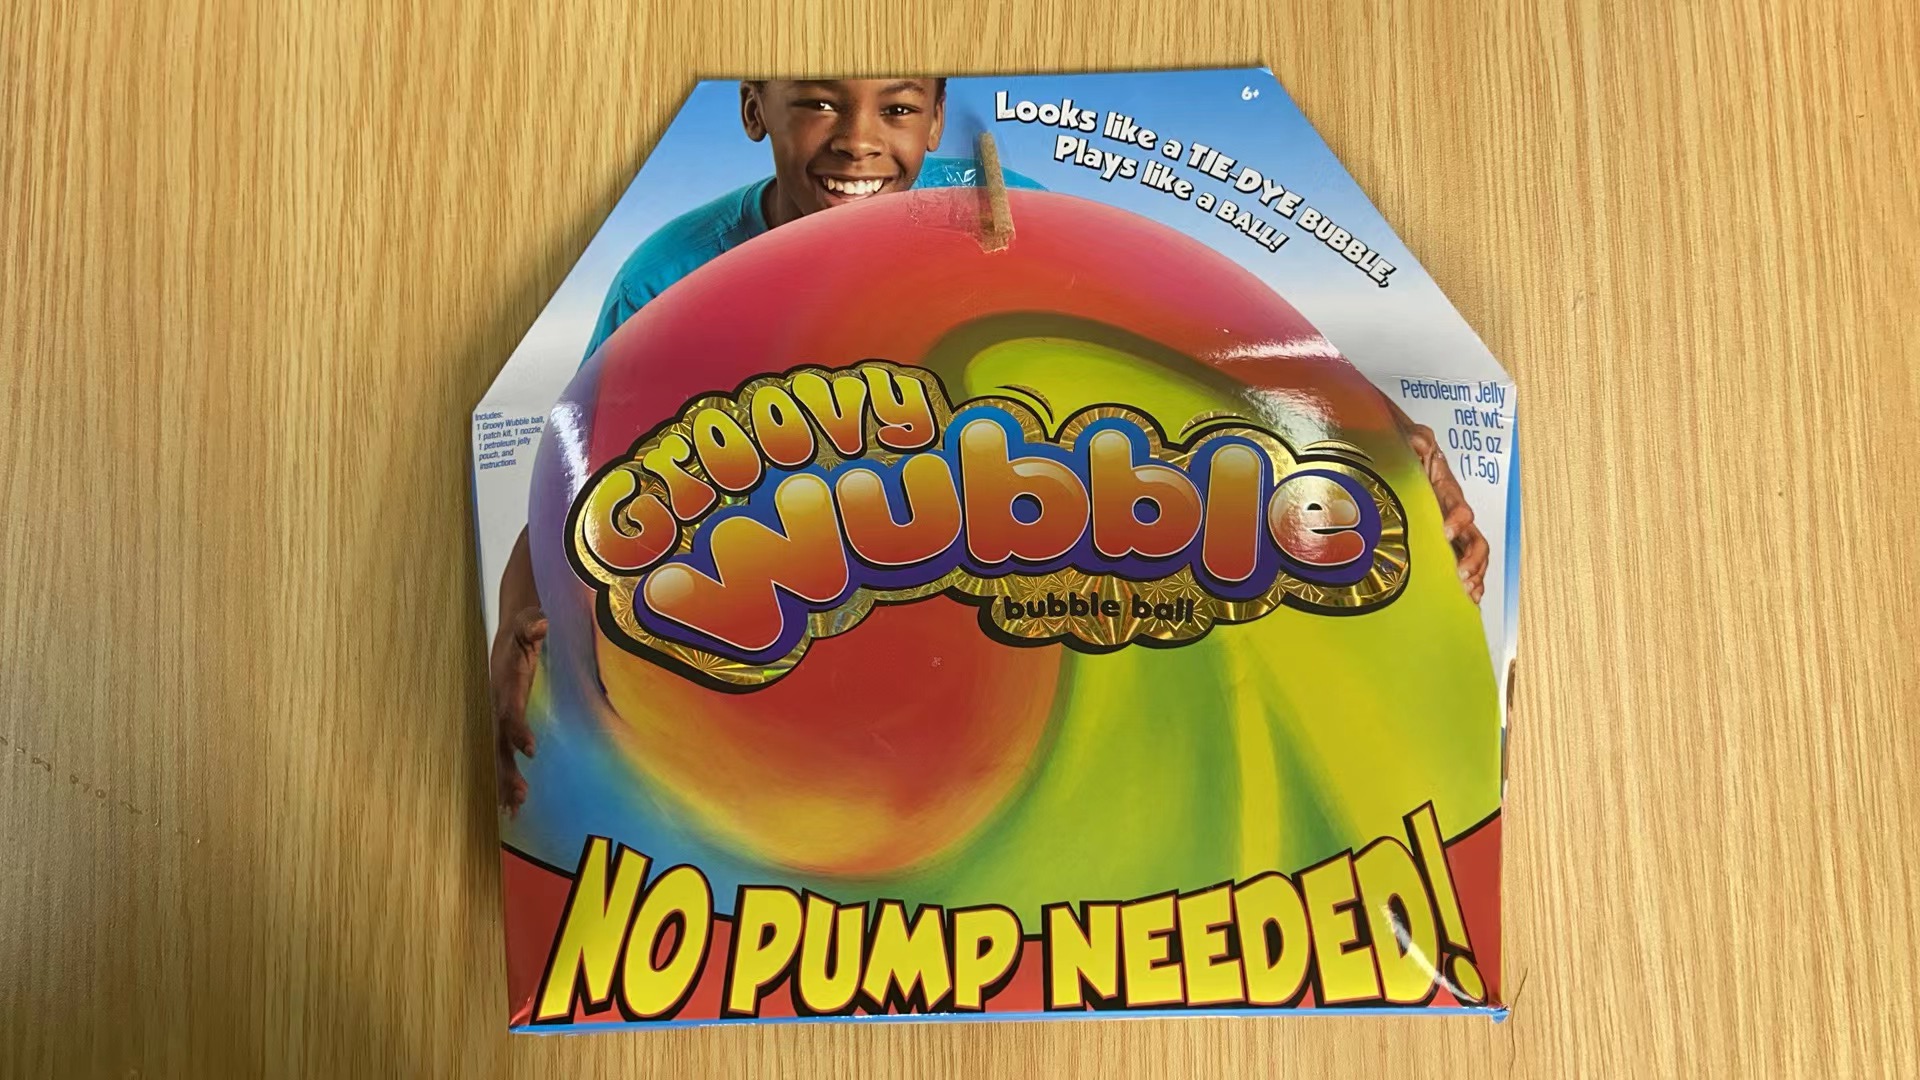 6+
Looks like a TIE-DYE BUBBLE,
Plays like a BALL!
Includes:
1 Groovy Wubble ball,
1 patch kit, 1 nozzle,
1 petroleum jelly
pouch, and
instructions
Petroleum Jelly
net wt:
0.05 oz
(1.5g)
Groovy
Wubble
bubble ball
NO PUMP NEEDED!